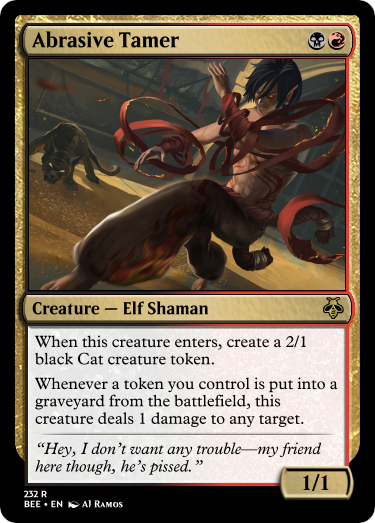 Abrasive Tamer
Creature — Elf Shaman
When this creature enters, create a 2/1
black Cat creature token.
Whenever a token you control is put into a
graveyard from the battlefield, this
creature deals 1 damage to any target.
“Hey, I don't want any trouble—my friend
here though, he's pissed.”
1/1
232 R
BEE • EN AJ Ramos